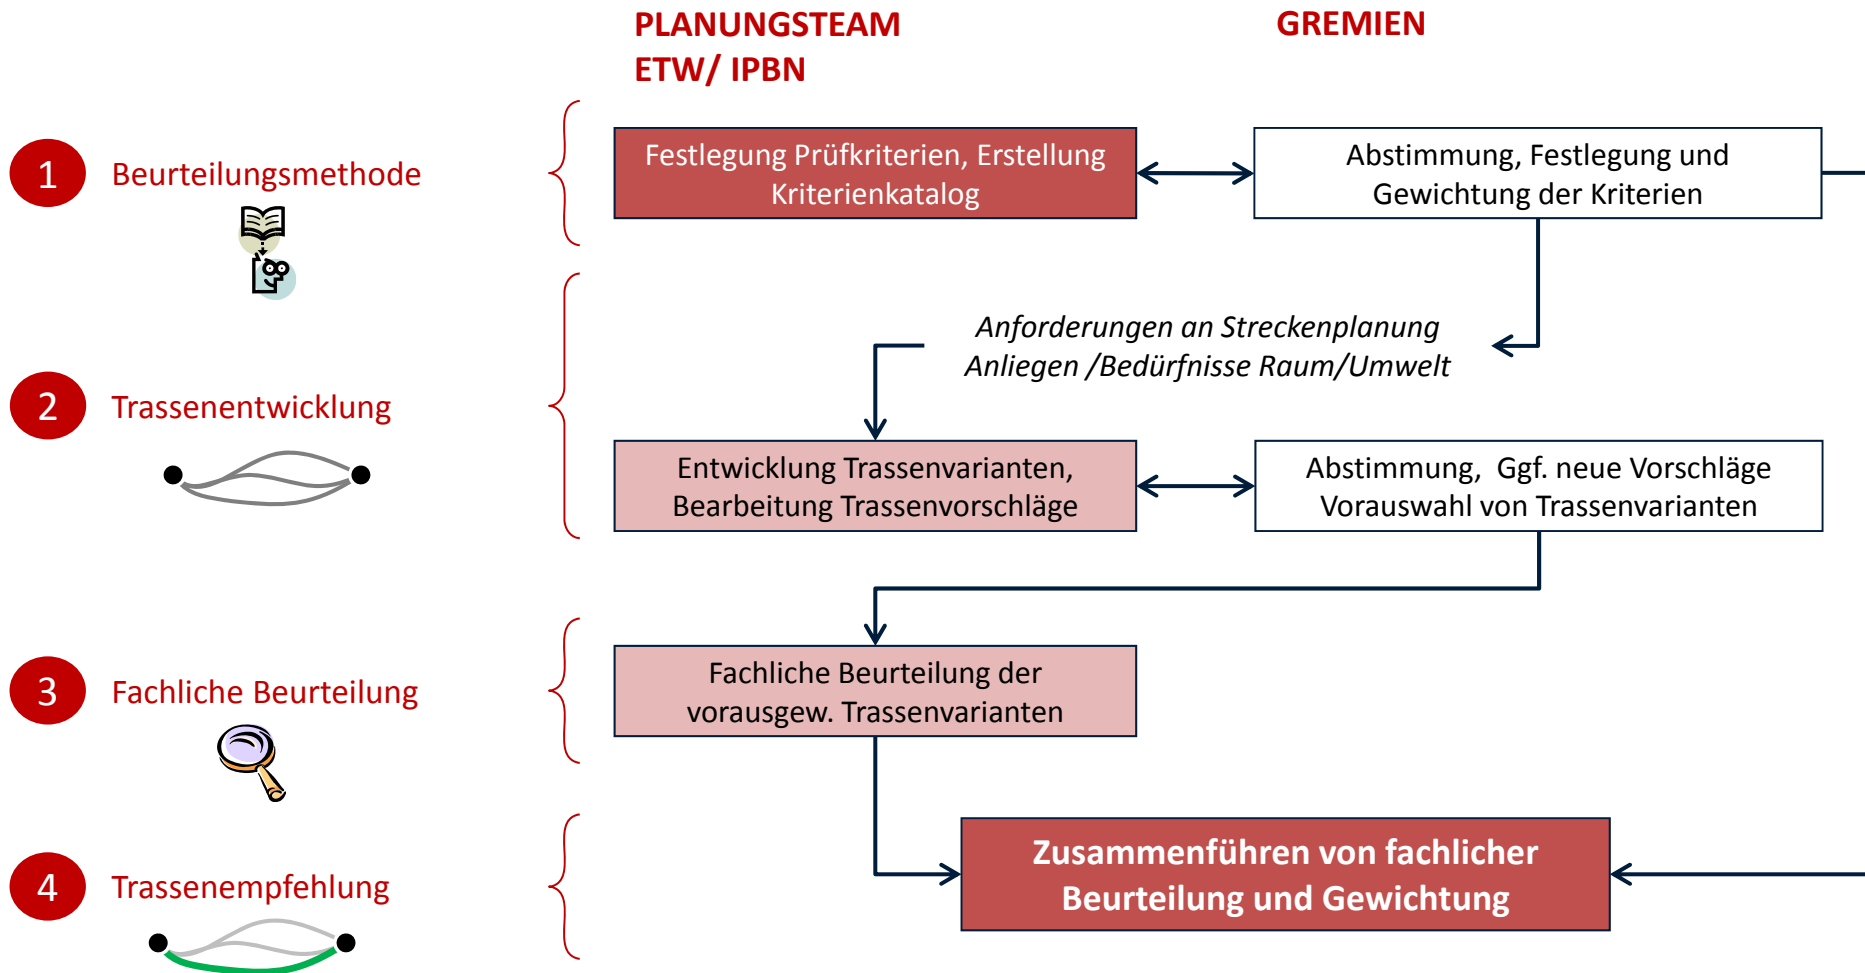 PLANUNGSTEAM
ETW/ IPBN
GREMIEN
1
Beurteilungsmethode
Festlegung Prüfkriterien, Erstellung
Kriterienkatalog
Abstimmung, Festlegung und
Gewichtung der Kriterien
Anforderungen an Streckenplanung
Anliegen /Bedürfnisse Raum/Umwelt
2
Trassenentwicklung
Entwicklung Trassenvarianten,
Bearbeitung Trassenvorschläge
Abstimmung,  Ggf. neue Vorschläge
Vorauswahl von Trassenvarianten
3
Fachliche Beurteilung
Fachliche Beurteilung der
vorausgew. Trassenvarianten
4
Trassenempfehlung
Zusammenführen von fachlicher
Beurteilung und Gewichtung